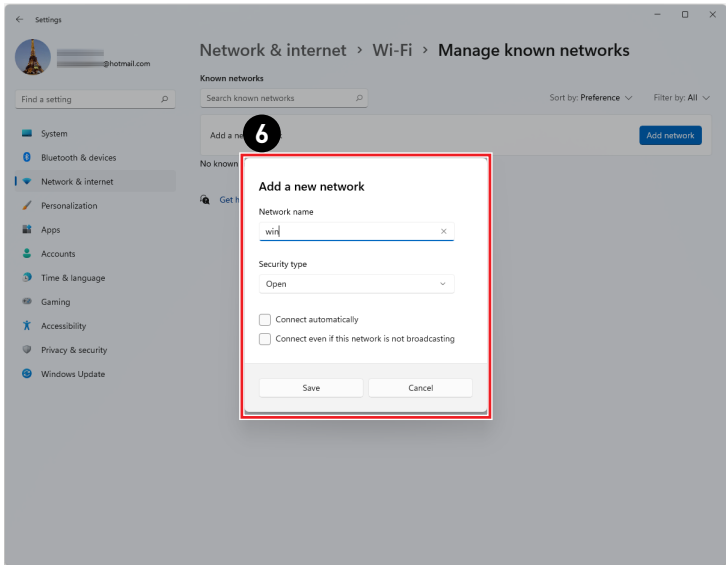 Settings
@hotmail.com
Find a setting
System
Bluetooth & devices
Network & internet
Personalization
Apps
Accounts
Time & language
Gaming
Accessibility
Privacy & security
Windows Update
Network & internet > Wi-Fi > Manage known networks
Known networks
Search known networks
Sort by: Preference
Filter by: All
Add a
Add network
6
No known
Get
Add a new network
Network name
win
Security type
Open
Connect automatically
Connect even if this network is not broadcasting
Save
Cancel